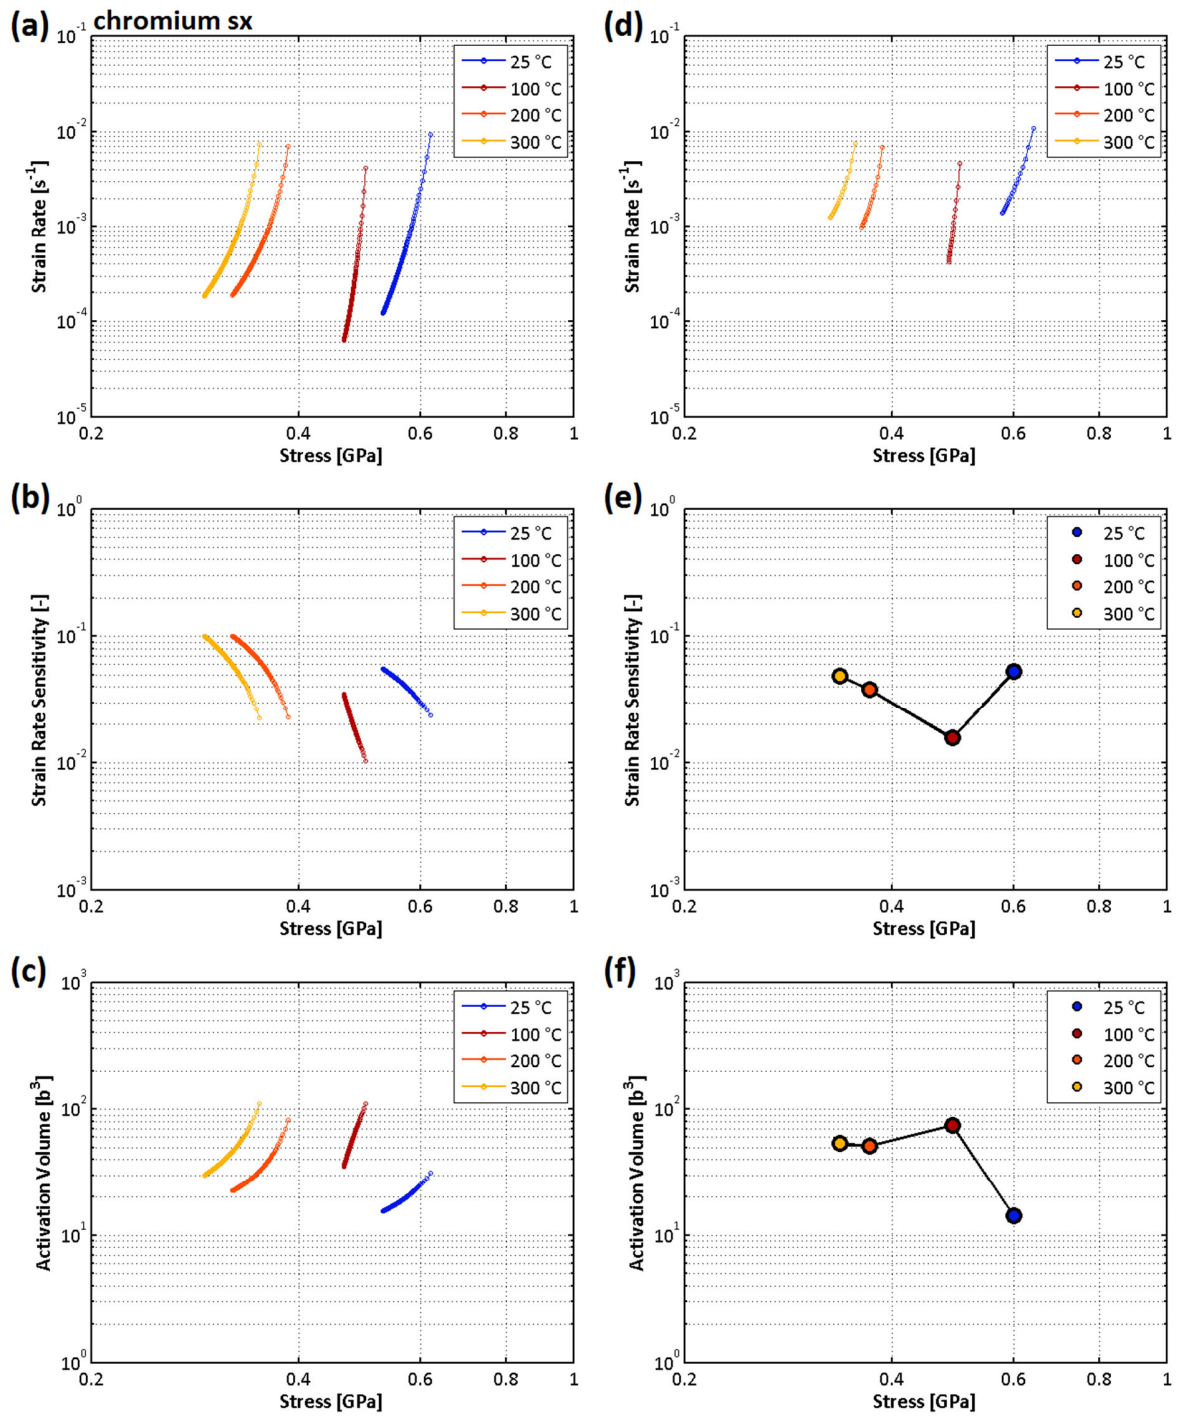 (a) chromium sx
10^-1
10^-2
10^-3
10^-4
10^-5
Strain Rate [s^-1]
25 °C
100 °C
200 °C
300 °C
0.2 0.4 0.6 0.8 1
Stress [GPa]
(d)
10^-1
10^-2
10^-3
10^-4
10^-5
Strain Rate [s^-1]
25 °C
100 °C
200 °C
300 °C
0.2 0.4 0.6 0.8 1
Stress [GPa]
(b)
10^0
10^-1
10^-2
10^-3
Strain Rate Sensitivity [-]
25 °C
100 °C
200 °C
300 °C
0.2 0.4 0.6 0.8 1
Stress [GPa]
(e)
10^0
10^-1
10^-2
10^-3
Strain Rate Sensitivity [-]
25 °C
100 °C
200 °C
300 °C
0.2 0.4 0.6 0.8 1
Stress [GPa]
(c)
10^3
10^2
10^1
10^0
Activation Volume [b^3]
25 °C
100 °C
200 °C
300 °C
0.2 0.4 0.6 0.8 1
Stress [GPa]
(f)
10^3
10^2
10^1
10^0
Activation Volume [b^3]
25 °C
100 °C
200 °C
300 °C
0.2 0.4 0.6 0.8 1
Stress [GPa]